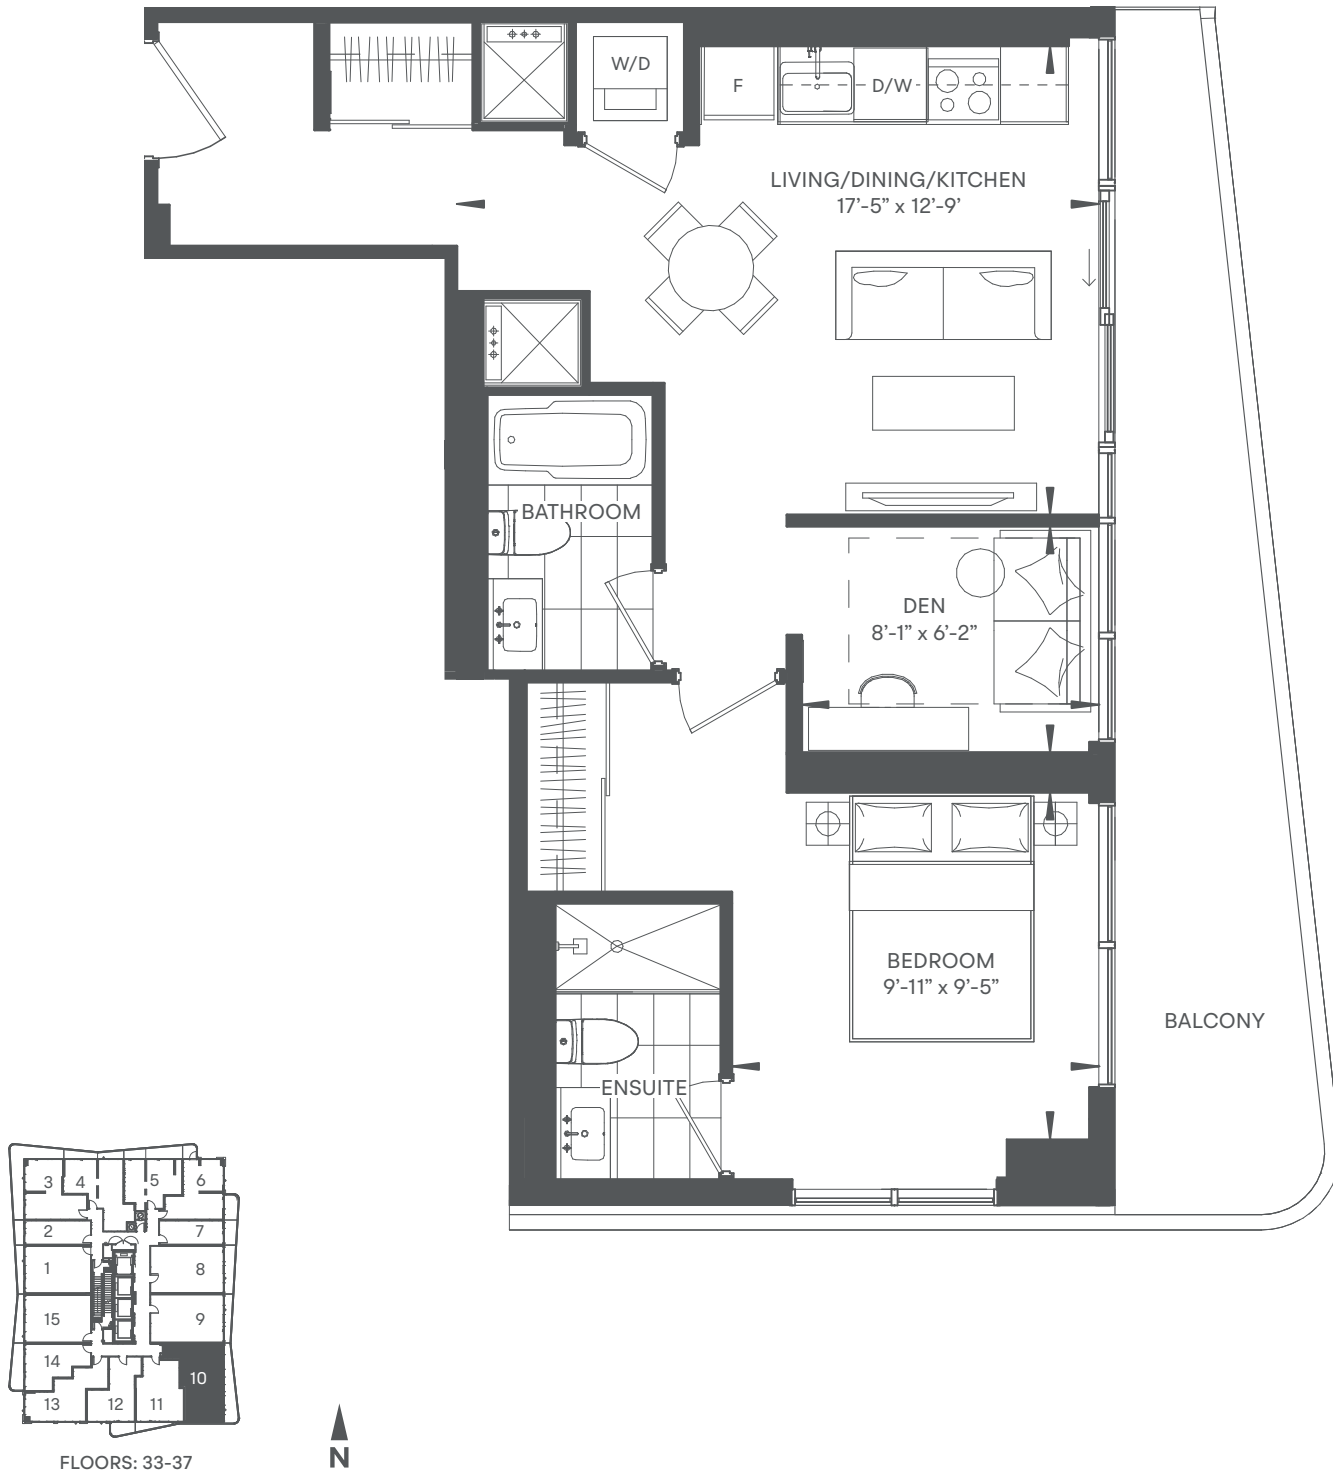 W/D
F
D/W
LIVING/DINING/KITCHEN
17’-5” x 12’-9’
BATHROOM
DEN
8’-1” x 6’-2”
BEDROOM
9’-11” x 9’-5”
BALCONY
ENSUITE
3
4
5
6
2
7
1
8
15
9
14
10
13
12
11
N
FLOORS: 33-37